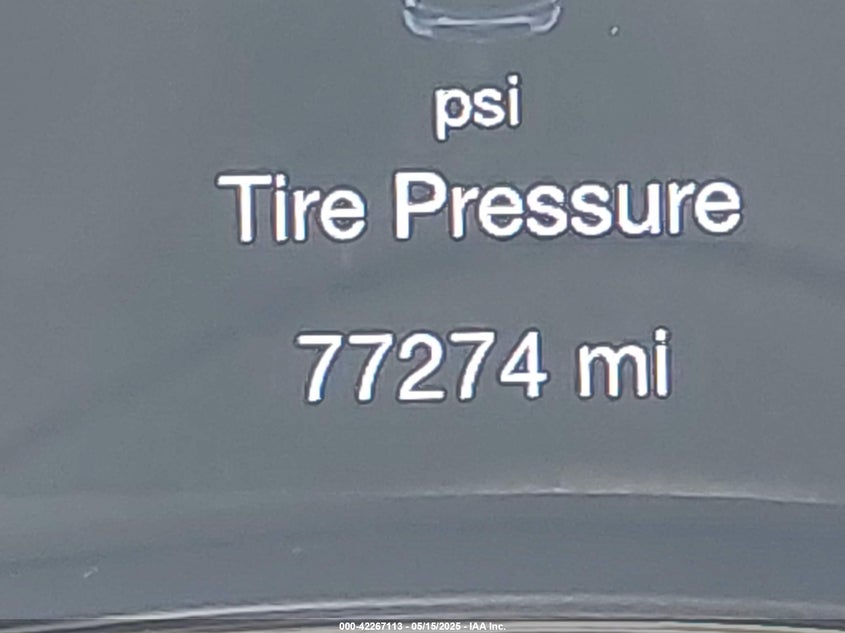 psi
Tire Pressure
77274 mi
000-42267113 - 05/15/2025 - IAA Inc.